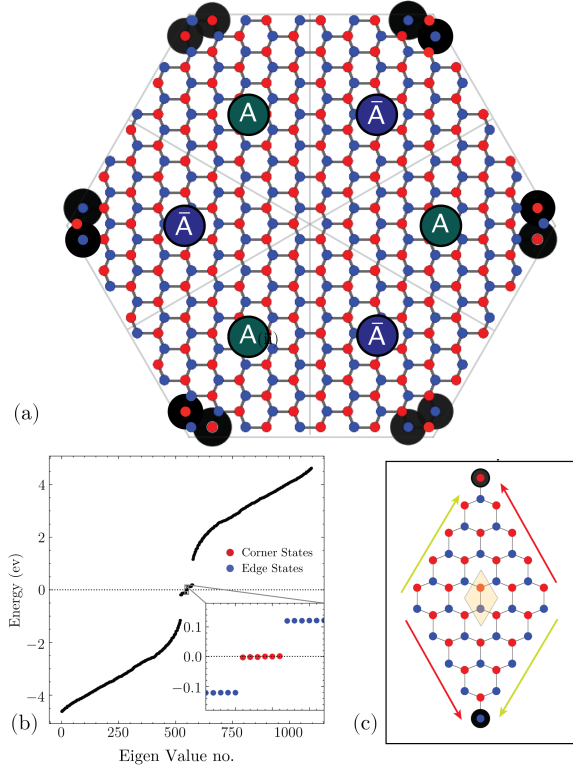 A Ā
Ā A
A (ii) Ā
(a)
Energy (ev)
4
2
0
−2
−4
Corner States
Edge States
0.1
0.0
−0.1
0 250 500 750 1000
Eigen Value no.
(b)
(c)